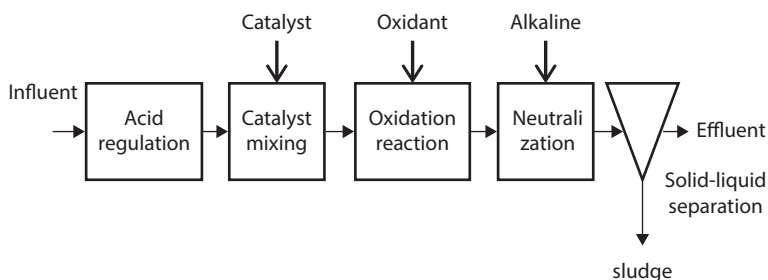 Catalyst
Oxidant
Alkaline
Influent
Acid
regulation
Catalyst
mixing
Oxidation
reaction
Neutrali
zation
Effluent
Solid-liquid
separation
sludge